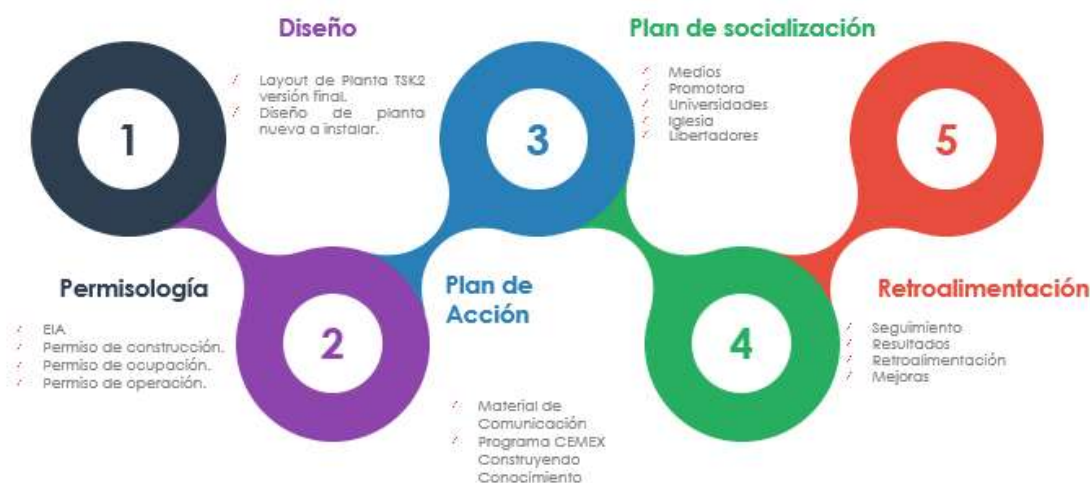 1
Permisología
EIA
Permiso de construcción.
Permiso de ocupación.
Permiso de operación.
Diseño
Layout de Planta TSK2
versión final.
Diseño de planta
nueva a instalar.
2
3
Plan de
Acción
Material de
Comunicación
Programa CEMEX
Construyendo
Conocimiento
Plan de socialización
Medios
Promotora
Universidades
Iglesia
Libertadores
4
5
Retroalimentación
Seguimiento
Resultados
Retroalimentación
Mejoras